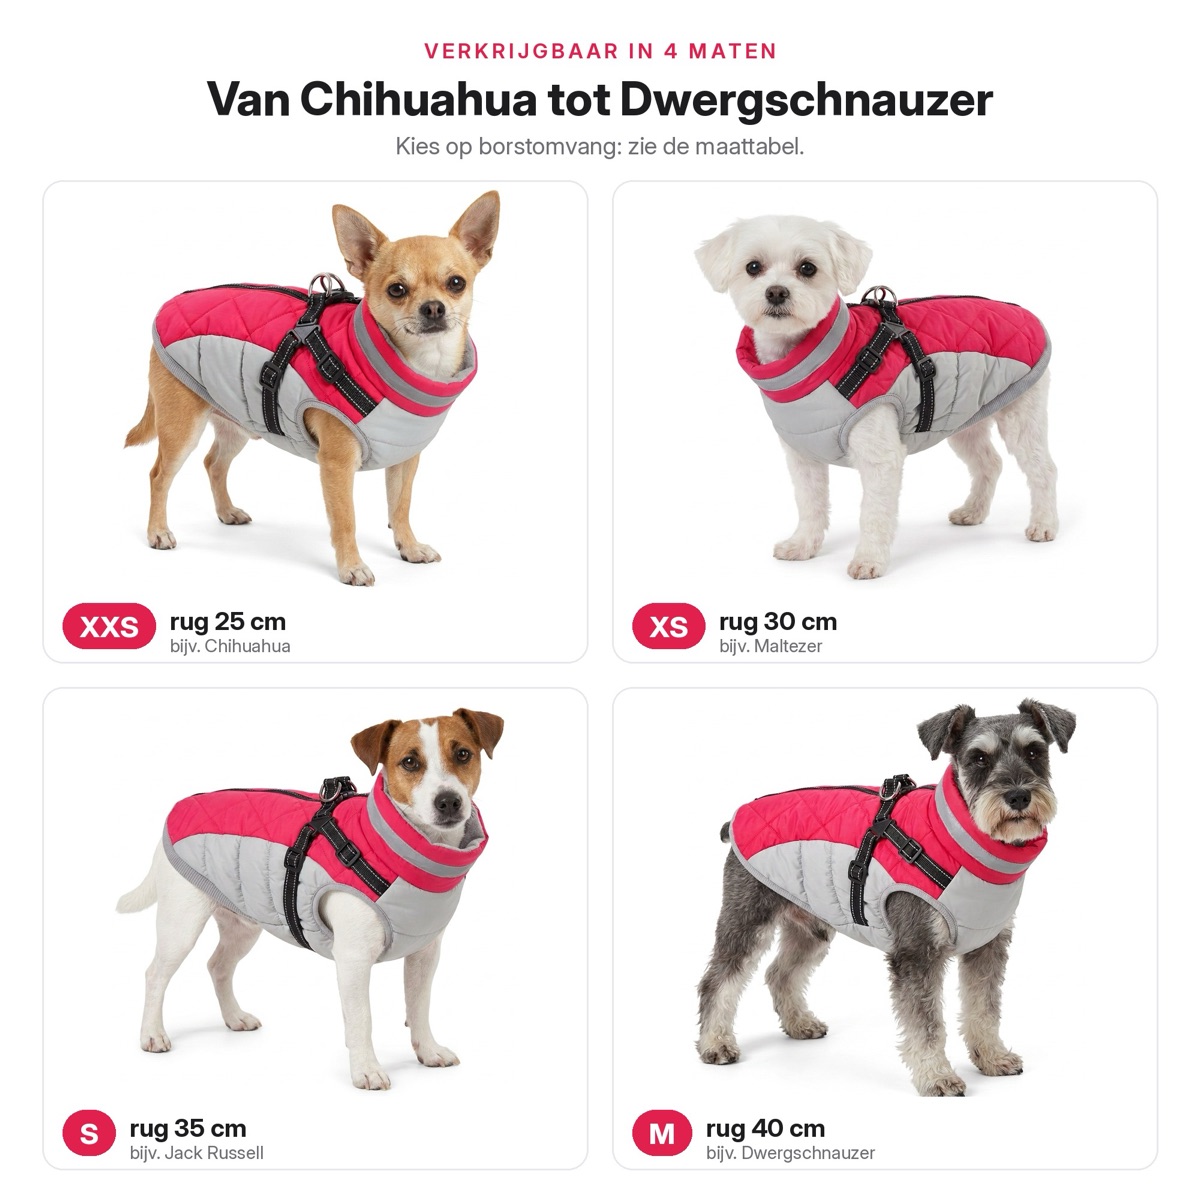 VERKRIJGBAAR IN 4 MATEN
Van Chihuahua tot Dwergschnauzer
Kies op borstomvang: zie de maattabel.
XXS
rug 25 cm
bijv. Chihuahua
XS
rug 30 cm
bijv. Maltezer
S
rug 35 cm
bijv. Jack Russell
M
rug 40 cm
bijv. Dwergschnauzer